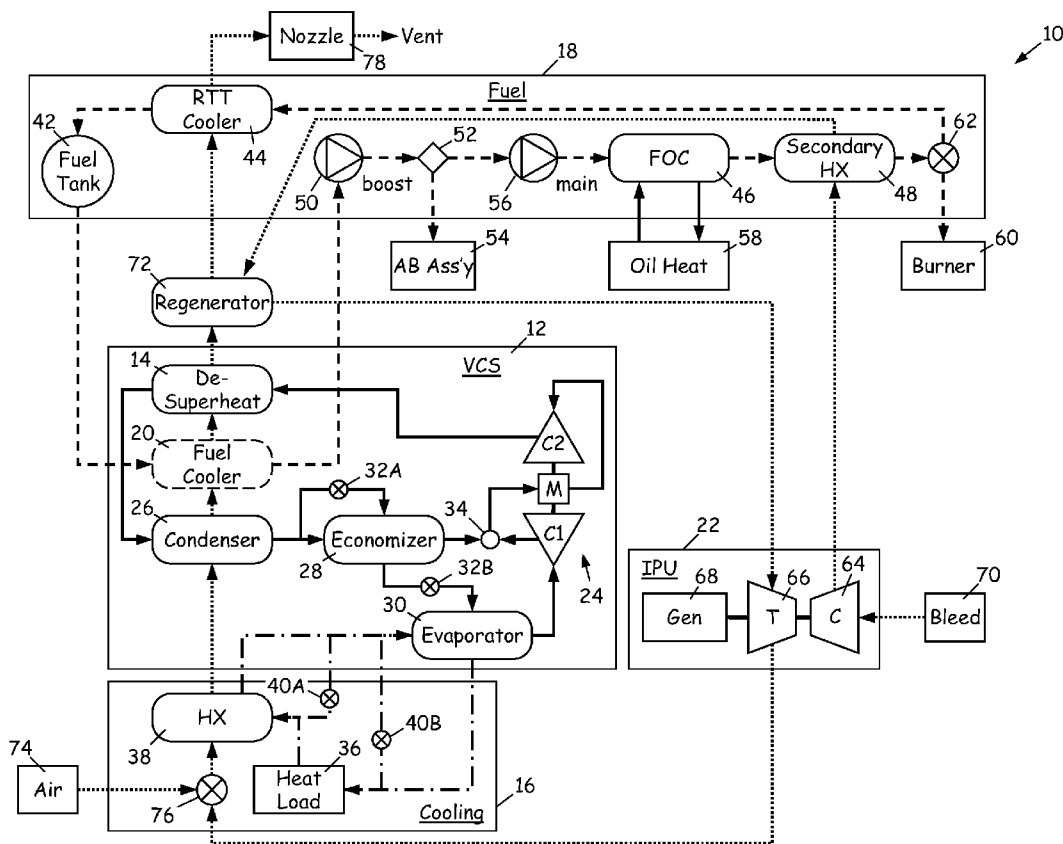 10
Nozzle
78
Vent
18
Fuel
RTT
Cooler
44
42
Fuel
Tank
50
boost
52
56
main
FOC
46
Secondary
HX
48
62
54
AB Ass'y
58
Oil Heat
60
Burner
72
Regenerator
12
VCS
14
De-
Superheat
20
Fuel
Cooler
32A
C2
M
26
Condenser
Economizer
28
34
C1
24
32B
30
Evaporator
22
IPU
68
Gen
66
T
64
C
70
Bleed
40A
HX
38
40B
36
Heat
Load
74
Air
76
16
Cooling